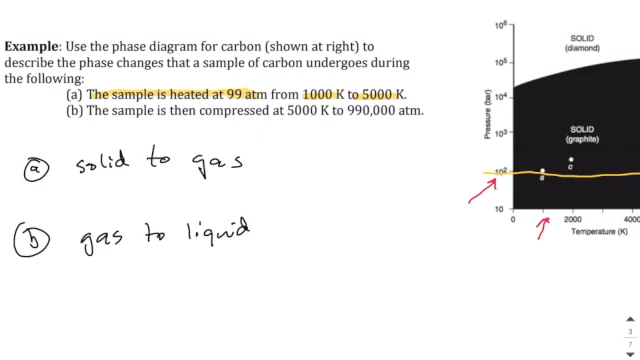 Example: Use the phase diagram for carbon (shown at right) to
describe the phase changes that a sample of carbon undergoes during
the following:
(a) The sample is heated at 99 atm from 1000 K to 5000 K.
(b) The sample is then compressed at 5000 K to 990,000 atm.
(a) solid to gas
(b) gas to liquid
Pressure (bar)
10⁶
10⁵
10⁴
10³
10²
10
SOLID
(diamond)
SOLID
(graphite)
a
c
0
2000
4000
Temperature (K)
3
7